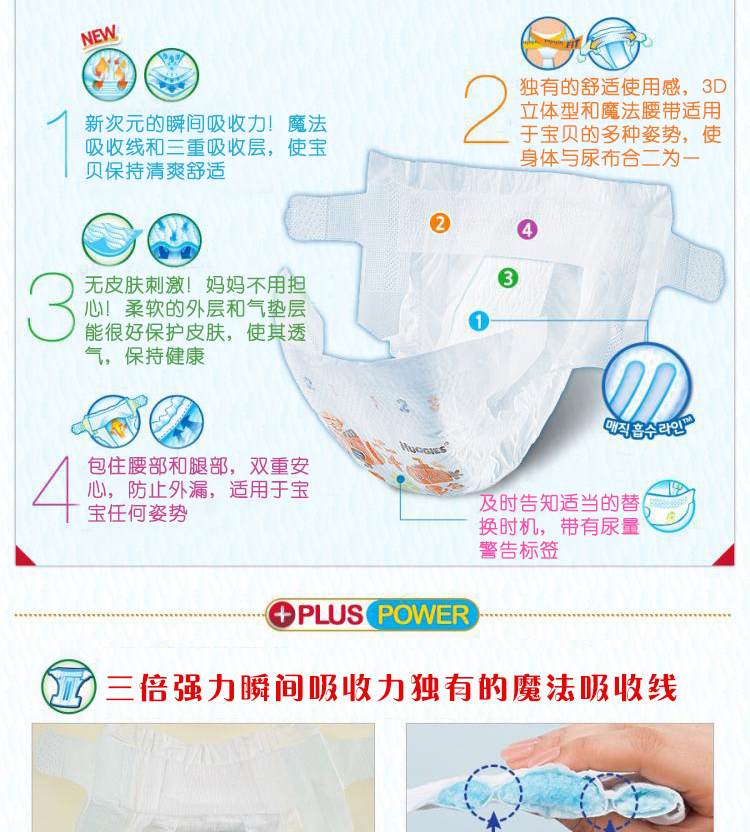 NEW
1
新次元的瞬间吸收力！魔法
吸收线和三重吸收层，使宝
贝保持清爽舒适
FIT
2
独有的舒适使用感，3D
立体型和魔法腰带适用
于宝贝的多种姿势，使
身体与尿布合二为一
3
无皮肤刺激！妈妈不用担
心！柔软的外层和气垫层
能很好保护皮肤，使其透
气，保持健康
4
包住腰部和腿部，双重安
心，防止外漏，适用于宝
宝任何姿势
2
4
3
1
매직 흡수라인™
HUGGIES
及时告知适当的替
换时机，带有尿量
警告标签
PLUS POWER
三倍强力瞬间吸收力独有的魔法吸收线